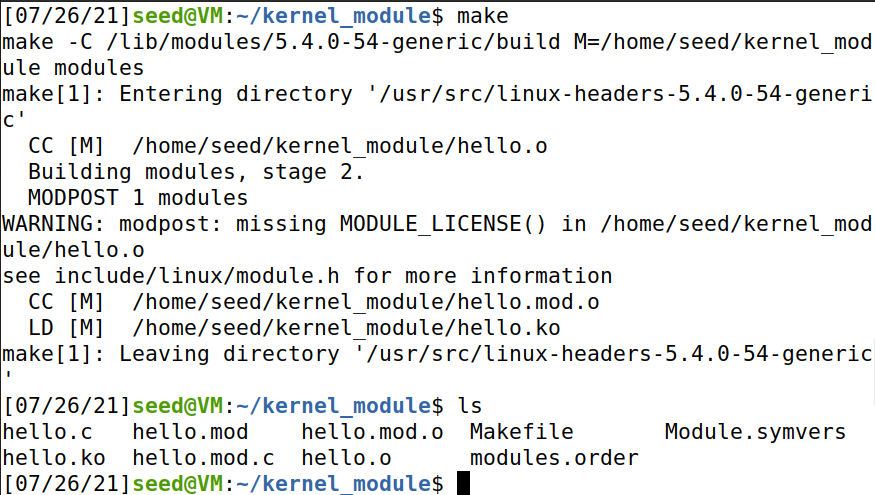 [07/26/21]seed@VM:~/kernel_module$ make
make -C /lib/modules/5.4.0-54-generic/build M=/home/seed/kernel_mod
ule modules
make[1]: Entering directory '/usr/src/linux-headers-5.4.0-54-generi
c'
  CC [M]  /home/seed/kernel_module/hello.o
  Building modules, stage 2.
  MODPOST 1 modules
WARNING: modpost: missing MODULE_LICENSE() in /home/seed/kernel_mod
ule/hello.o
see include/linux/module.h for more information
  CC [M]  /home/seed/kernel_module/hello.mod.o
  LD [M]  /home/seed/kernel_module/hello.ko
make[1]: Leaving directory '/usr/src/linux-headers-5.4.0-54-generic
'
[07/26/21]seed@VM:~/kernel_module$ ls
hello.c   hello.mod    hello.mod.o  Makefile       Module.symvers
hello.ko  hello.mod.c  hello.o      modules.order
[07/26/21]seed@VM:~/kernel_module$